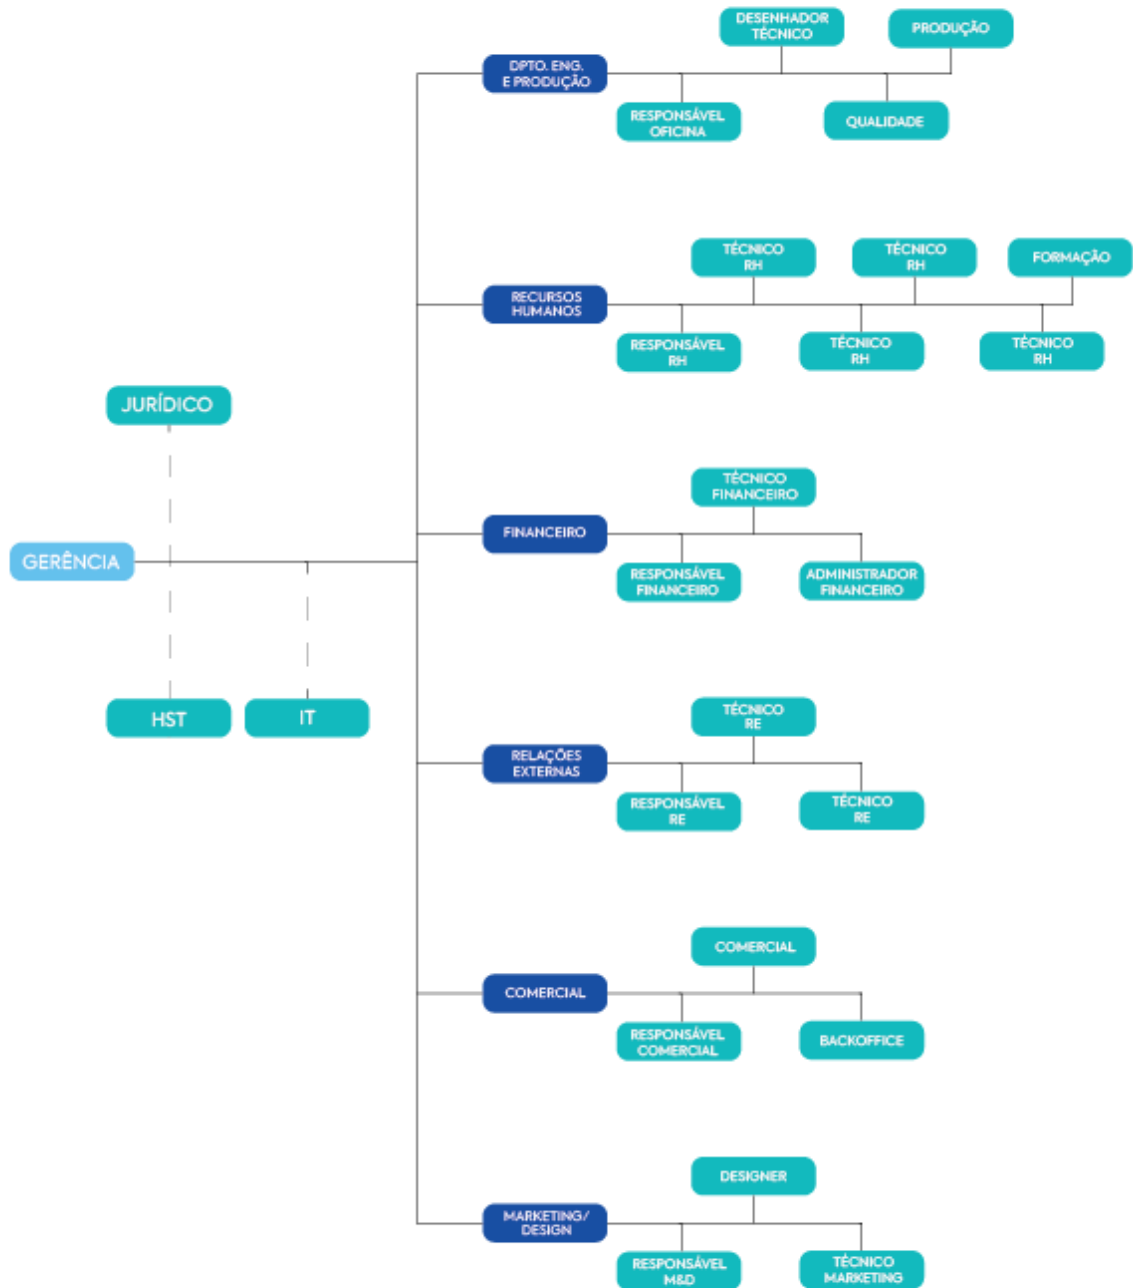 DESENHADOR
TÉCNICO
PRODUÇÃO
DPTO. ENG.
E PRODUÇÃO
RESPONSÁVEL
OFICINA
QUALIDADE
TÉCNICO
RH
TÉCNICO
RH
FORMAÇÃO
RECURSOS
HUMANOS
RESPONSÁVEL
RH
TÉCNICO
RH
TÉCNICO
RH
JURÍDICO
TÉCNICO
FINANCEIRO
FINANCEIRO
GERÊNCIA
RESPONSÁVEL
FINANCEIRO
ADMINISTRADOR
FINANCEIRO
HST
IT
TÉCNICO
RE
RELAÇÕES
EXTERNAS
RESPONSÁVEL
RE
TÉCNICO
RE
COMERCIAL
COMERCIAL
RESPONSÁVEL
COMERCIAL
BACKOFFICE
DESIGNER
MARKETING/
DESIGN
RESPONSÁVEL
M&D
TÉCNICO
MARKETING